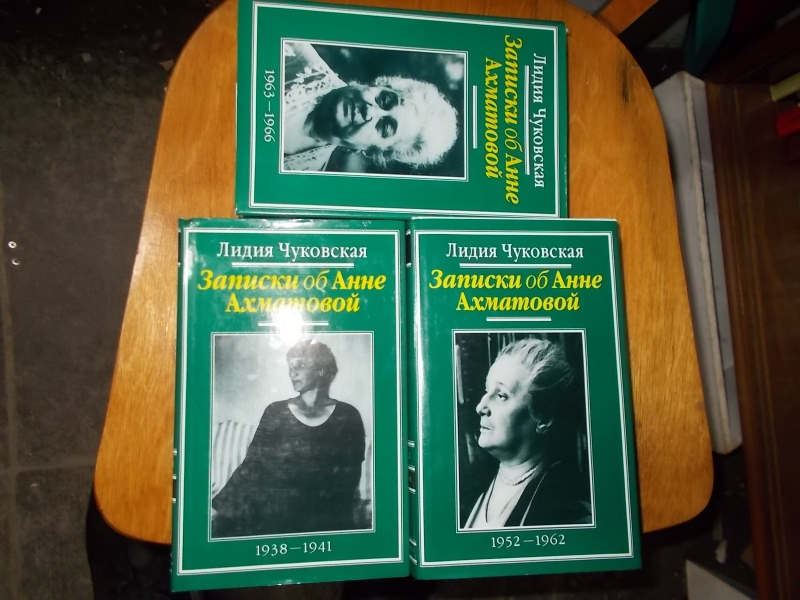 Лидия Чуковская
Записки об Анне
Ахматовой
1963—1966
Лидия Чуковская
Записки об Анне
Ахматовой
1938—1941
Лидия Чуковская
Записки об Анне
Ахматовой
1952—1962